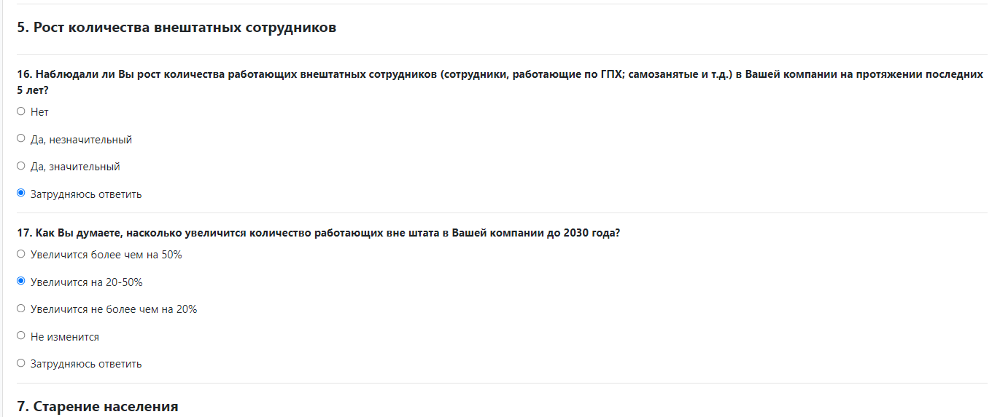 5. Рост количества внештатных сотрудников
16. Наблюдали ли Вы рост количества работающих внештатных сотрудников (сотрудники, работающие по ГПХ; самозанятые и т.д.) в Вашей компании на протяжении последних
5 лет?
Нет
Да, незначительный
Да, значительный
Затрудняюсь ответить
17. Как Вы думаете, насколько увеличится количество работающих вне штата в Вашей компании до 2030 года?
Увеличится более чем на 50%
Увеличится на 20-50%
Увеличится не более чем на 20%
Не изменится
Затрудняюсь ответить
7. Старение населения